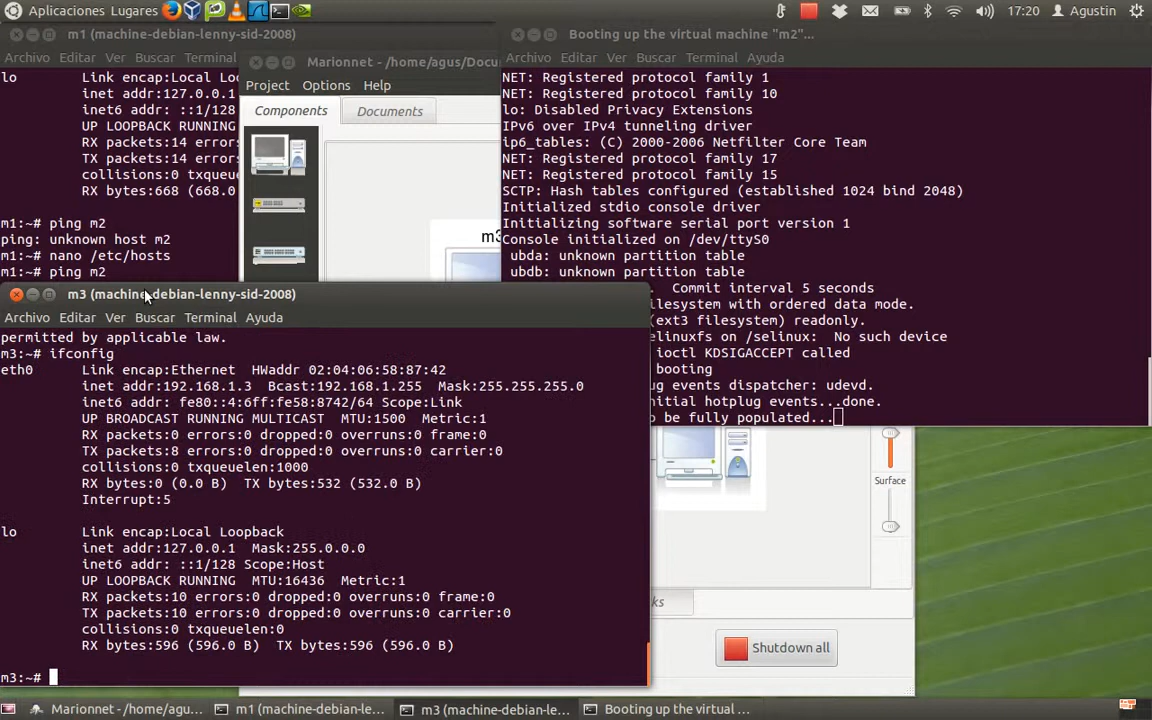 Aplicaciones Lugares
17:20 Agustin
m1 (machine-debian-lenny-sid-2008)
Archivo Editar Ver Buscar Terminal
lo Link encap:Local Loo
inet addr:127.0.0.1
inet6 addr: ::1/128
UP LOOPBACK RUNNING
RX packets:14 errors
TX packets:14 errors
collisions:0 txqueue
RX bytes:668 (668.0
m1:~# ping m2
ping: unknown host m2
m1:~# nano /etc/hosts
m1:~# ping m2
Marionnet - /home/agus/Docu
Project Options Help
Components Documents
m3
Booting up the virtual machine "m2"...
Archivo Editar Ver Buscar Terminal Ayuda
NET: Registered protocol family 1
NET: Registered protocol family 10
lo: Disabled Privacy Extensions
IPv6 over IPv4 tunneling driver
ip6_tables: (C) 2000-2006 Netfilter Core Team
NET: Registered protocol family 17
NET: Registered protocol family 15
SCTP: Hash tables configured (established 1024 bind 2048)
Initialized stdio console driver
Initializing software serial port version 1
Console initialized on /dev/ttyS0
ubda: unknown partition table
ubdb: unknown partition table
Commit interval 5 seconds
ilesystem with ordered data mode.
(ext3 filesystem) readonly.
elinuxfs on /selinux: No such device
ioctl KDSIGACCEPT called
booting
ug events dispatcher: udevd.
nitial hotplug events...done.
o be fully populated...
m3 (machine-debian-lenny-sid-2008)
Archivo Editar Ver Buscar Terminal Ayuda
permitted by applicable law.
m3:~# ifconfig
eth0 Link encap:Ethernet HWaddr 02:04:06:58:87:42
inet addr:192.168.1.3 Bcast:192.168.1.255 Mask:255.255.255.0
inet6 addr: fe80::4:6ff:fe58:8742/64 Scope:Link
UP BROADCAST RUNNING MULTICAST MTU:1500 Metric:1
RX packets:0 errors:0 dropped:0 overruns:0 frame:0
TX packets:8 errors:0 dropped:0 overruns:0 carrier:0
collisions:0 txqueuelen:1000
RX bytes:0 (0.0 B) TX bytes:532 (532.0 B)
Interrupt:5
lo Link encap:Local Loopback
inet addr:127.0.0.1 Mask:255.0.0.0
inet6 addr: ::1/128 Scope:Host
UP LOOPBACK RUNNING MTU:16436 Metric:1
RX packets:10 errors:0 dropped:0 overruns:0 frame:0
TX packets:10 errors:0 dropped:0 overruns:0 carrier:0
collisions:0 txqueuelen:0
RX bytes:596 (596.0 B) TX bytes:596 (596.0 B)
m3:~#
Surface
ks
Shutdown all
Marionnet - /home/agu... m1 (machine-debian-le... m3 (machine-debian-le... Booting up the virtual ...